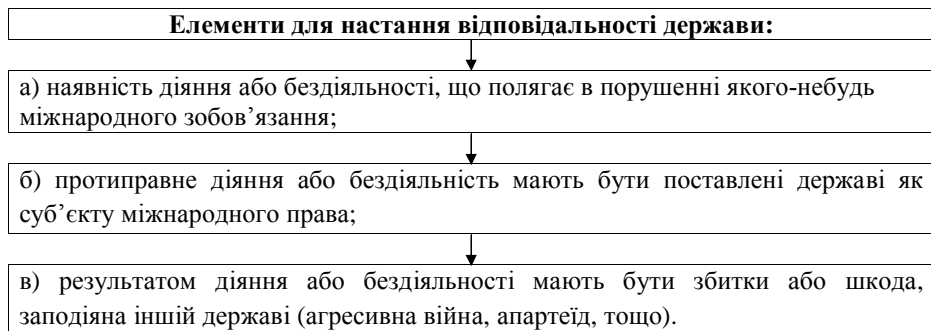 Елементи для настання відповідальності держави:
а) наявність діяння або бездіяльності, що полягає в порушенні якого-небудь
міжнародного зобов’язання;
б) протиправне діяння або бездіяльність мають бути поставлені державі як
суб’єкту міжнародного права;
в) результатом діяння або бездіяльності мають бути збитки або шкода,
заподіяна іншій державі (агресивна війна, апартеїд, тощо).